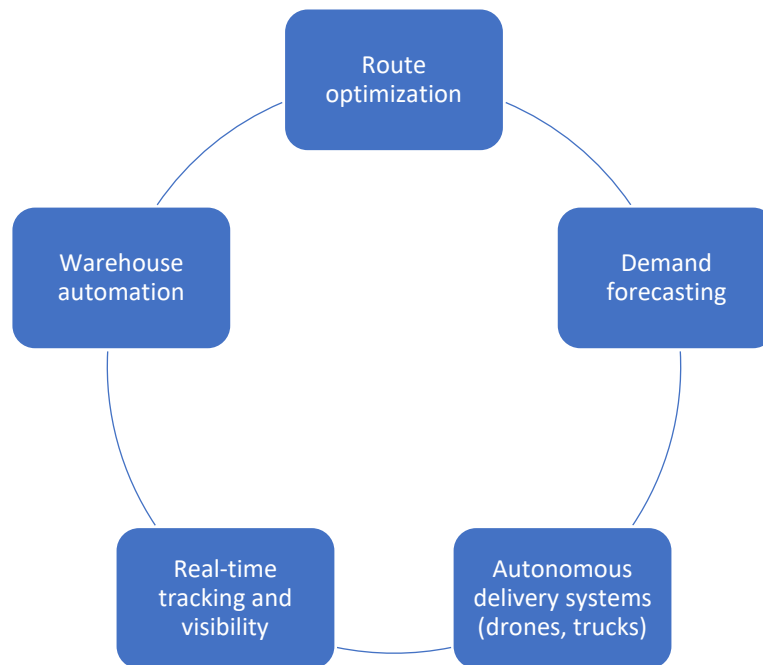 Route
optimization
Demand
forecasting
Autonomous
delivery systems
(drones, trucks)
Real-time
tracking and
visibility
Warehouse
automation